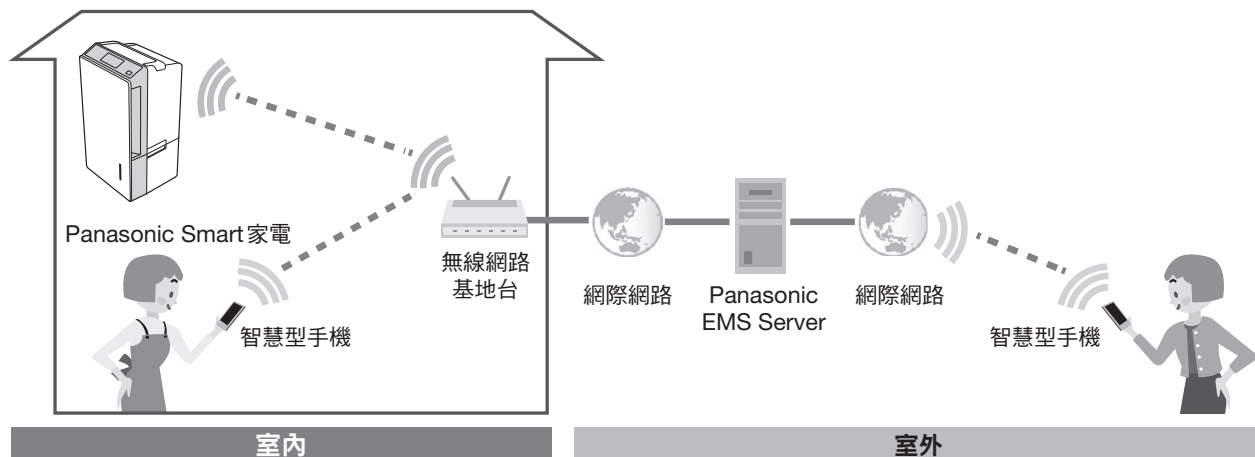 Panasonic Smart家電
智慧型手機
無線網路
基地台
網際網路
Panasonic
EMS Server
網際網路
智慧型手機
室內
室外